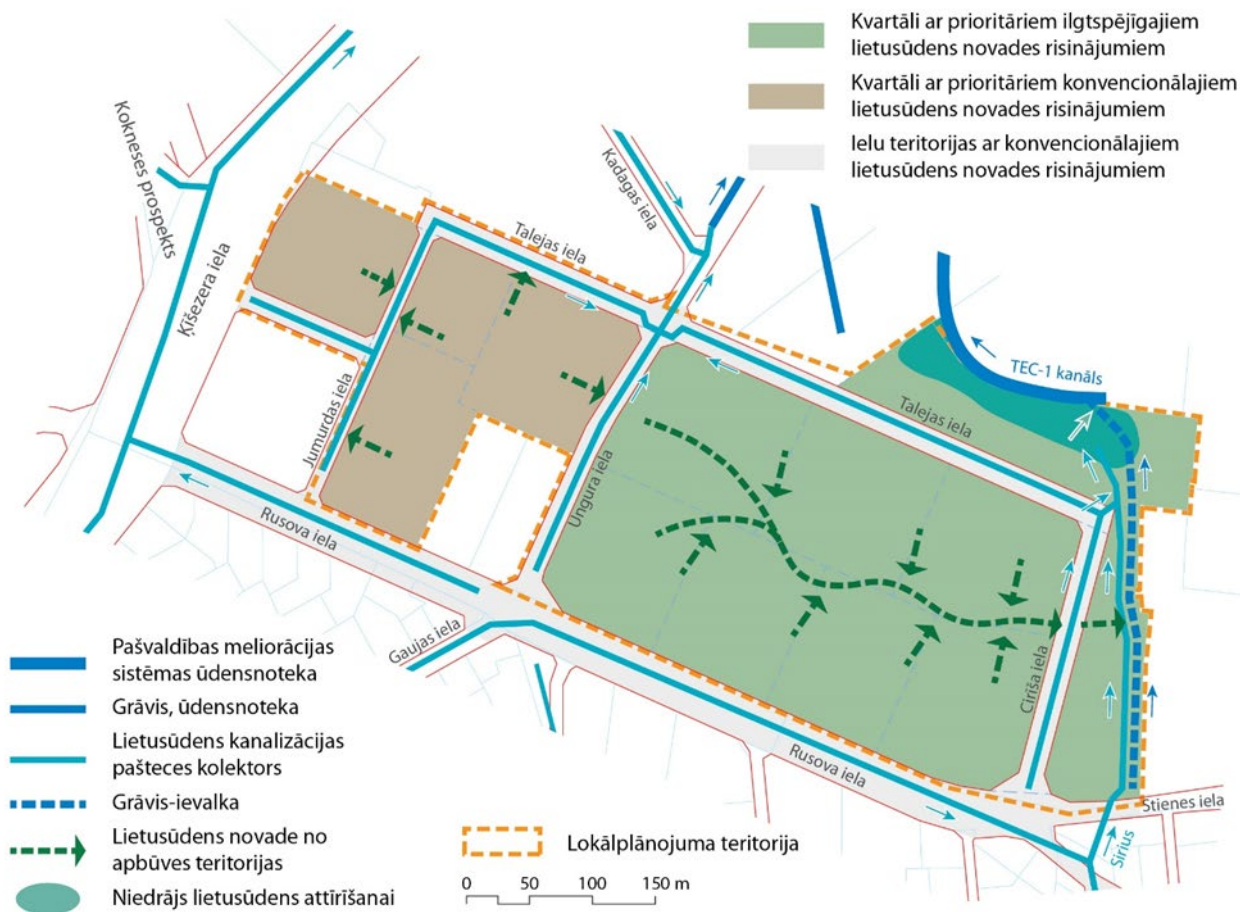 Kvartāli ar prioritāriem ilgtspējīgajiem
lietusūdens novades risinājumiem
Kvartāli ar prioritāriem konvencionālajiem
lietusūdens novades risinājumiem
Ielu teritorijas ar konvencionālajiem
lietusūdens novades risinājumiem
Kokneses prospekts
Ķīšezera iela
Kadagas iela
Talejas iela
Jumurdas iela
Ungura iela
TEC-1 kanāls
Talejas iela
Rusova iela
Gaujas iela
Cirīša iela
Rusova iela
Stienes iela
Sirius
Pašvaldības meliorācijas
sistēmas ūdensnoteka
Grāvis, ūdensnoteka
Lietusūdens kanalizācijas
pašteces kolektors
Grāvis-ievalka
Lietusūdens novade no
apbūves teritorijas
Niedrājs lietusūdens attīrīšanai
Lokālplānojuma teritorija
0 50 100 150 m